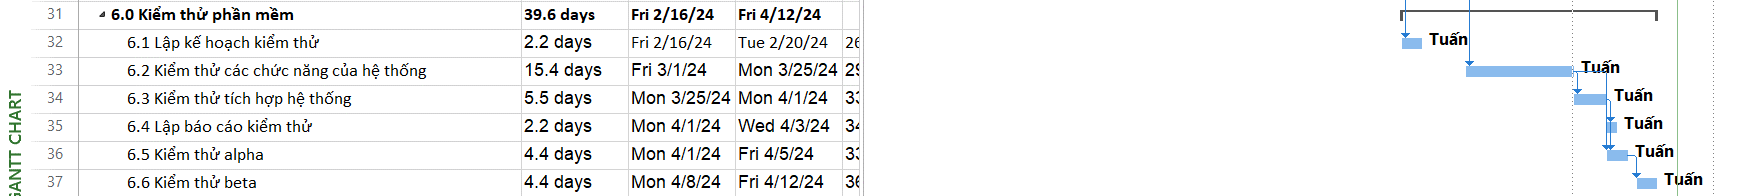 31 6.0 Kiểm thử phần mềm 39.6 days Fri 2/16/24 Fri 4/12/24
32 6.1 Lập kế hoạch kiểm thử 2.2 days Fri 2/16/24 Tue 2/20/24 26 Tuấn
33 6.2 Kiểm thử các chức năng của hệ thống 15.4 days Fri 3/1/24 Mon 3/25/24 29 Tuấn
34 6.3 Kiểm thử tích hợp hệ thống 5.5 days Mon 3/25/24 Mon 4/1/24 33 Tuấn
35 6.4 Lập báo cáo kiểm thử 2.2 days Mon 4/1/24 Wed 4/3/24 34 Tuấn
36 6.5 Kiểm thử alpha 4.4 days Mon 4/1/24 Fri 4/5/24 33 Tuấn
37 6.6 Kiểm thử beta 4.4 days Mon 4/8/24 Fri 4/12/24 36 Tuấn
GANTT CHART